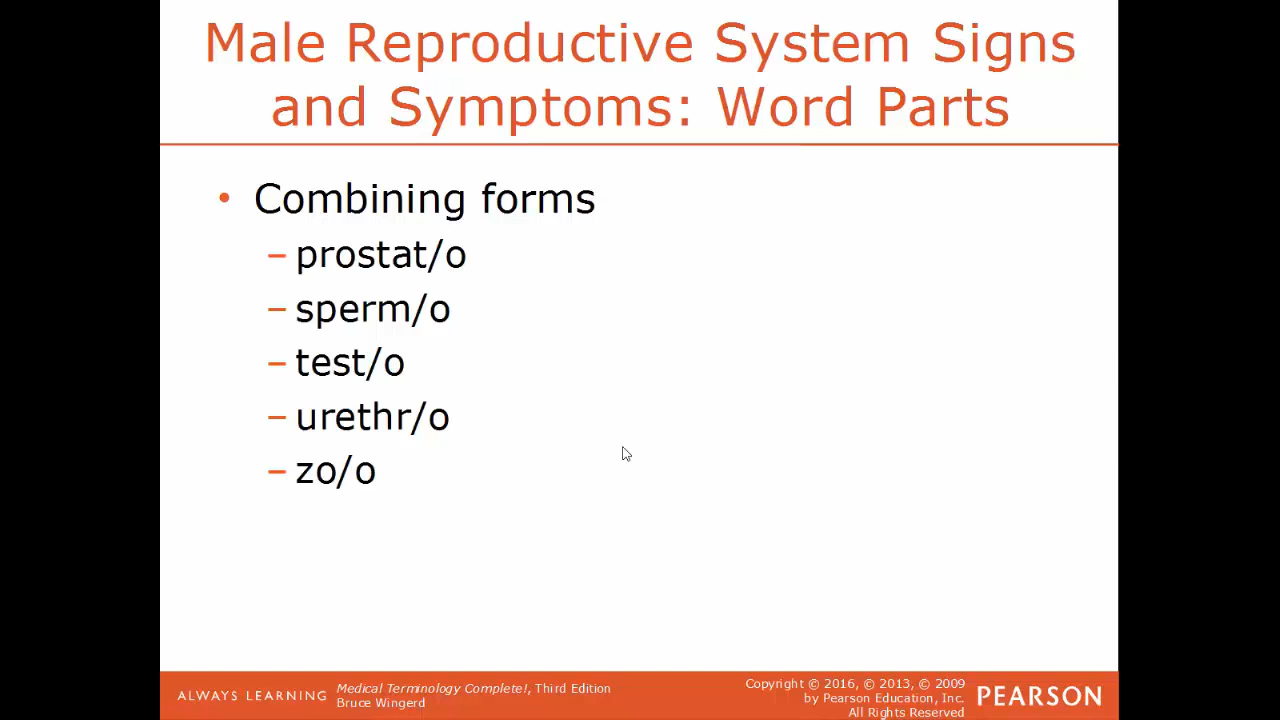 Male Reproductive System Signs
and Symptoms: Word Parts
• Combining forms
– prostat/o
– sperm/o
– test/o
– urethr/o
– zo/o
ALWAYS LEARNING
Medical Terminology Complete!, Third Edition
Bruce Wingerd
Copyright © 2016, © 2013, © 2009
by Pearson Education, Inc.
All Rights Reserved
PEARSON